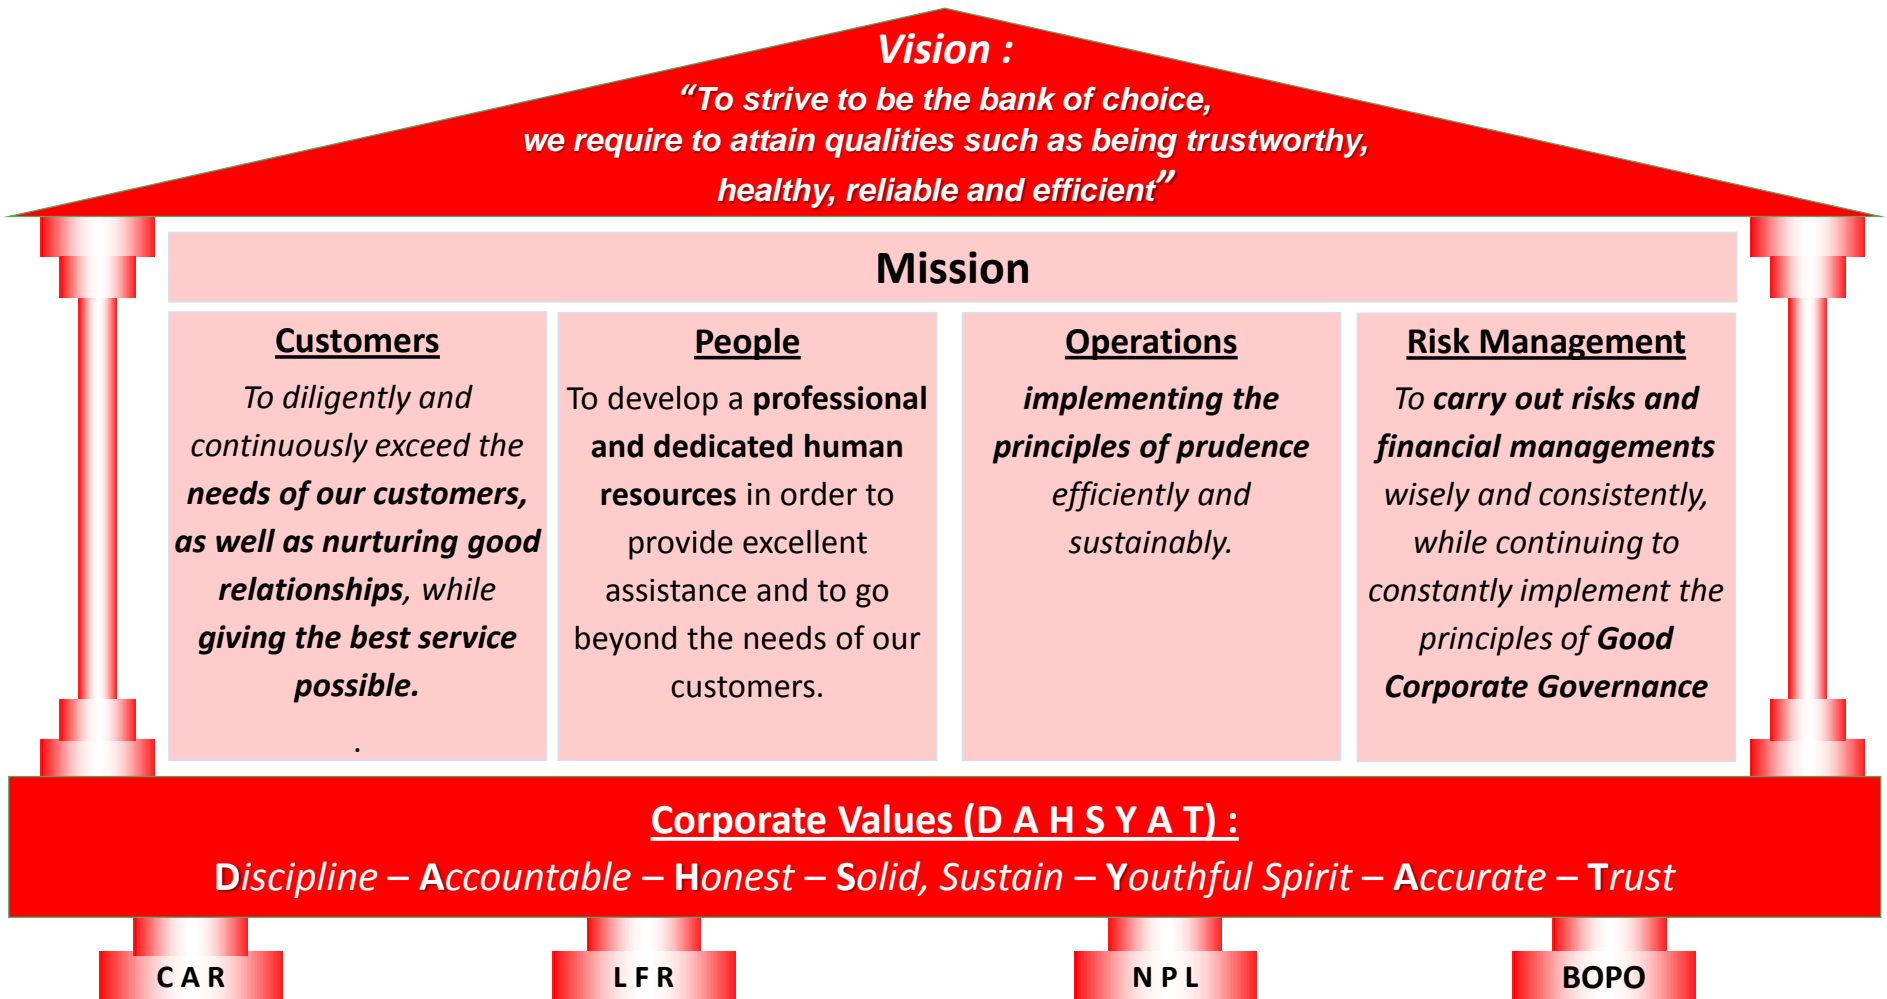 Vision :
“To strive to be the bank of choice,
we require to attain qualities such as being trustworthy,
healthy, reliable and efficient”
Mission
Customers
To diligently and
continuously exceed the
needs of our customers,
as well as nurturing good
relationships, while
giving the best service
possible.
.
People
To develop a professional
and dedicated human
resources in order to
provide excellent
assistance and to go
beyond the needs of our
customers.
Operations
implementing the
principles of prudence
efficiently and
sustainably.
Risk Management
To carry out risks and
financial managements
wisely and consistently,
while continuing to
constantly implement the
principles of Good
Corporate Governance
Corporate Values (D A H S Y A T) :
Discipline – Accountable – Honest – Solid, Sustain – Youthful Spirit – Accurate – Trust
C A R
L F R
N P L
BOPO